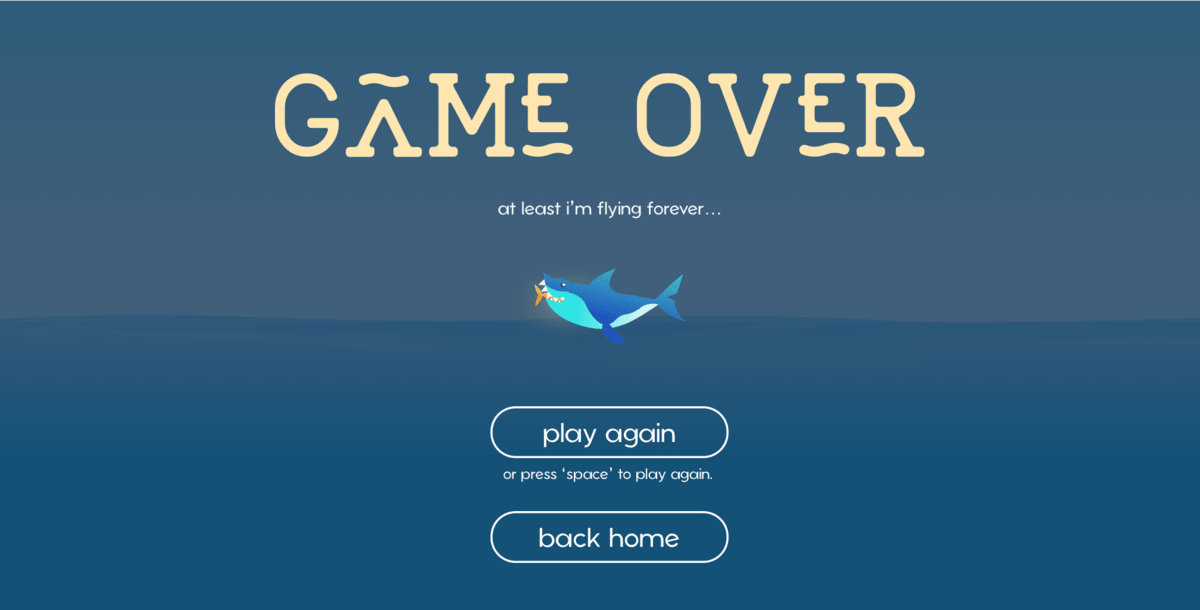 GAME OVER
at least i'm flying forever...
play again
or press 'space' to play again.
back home